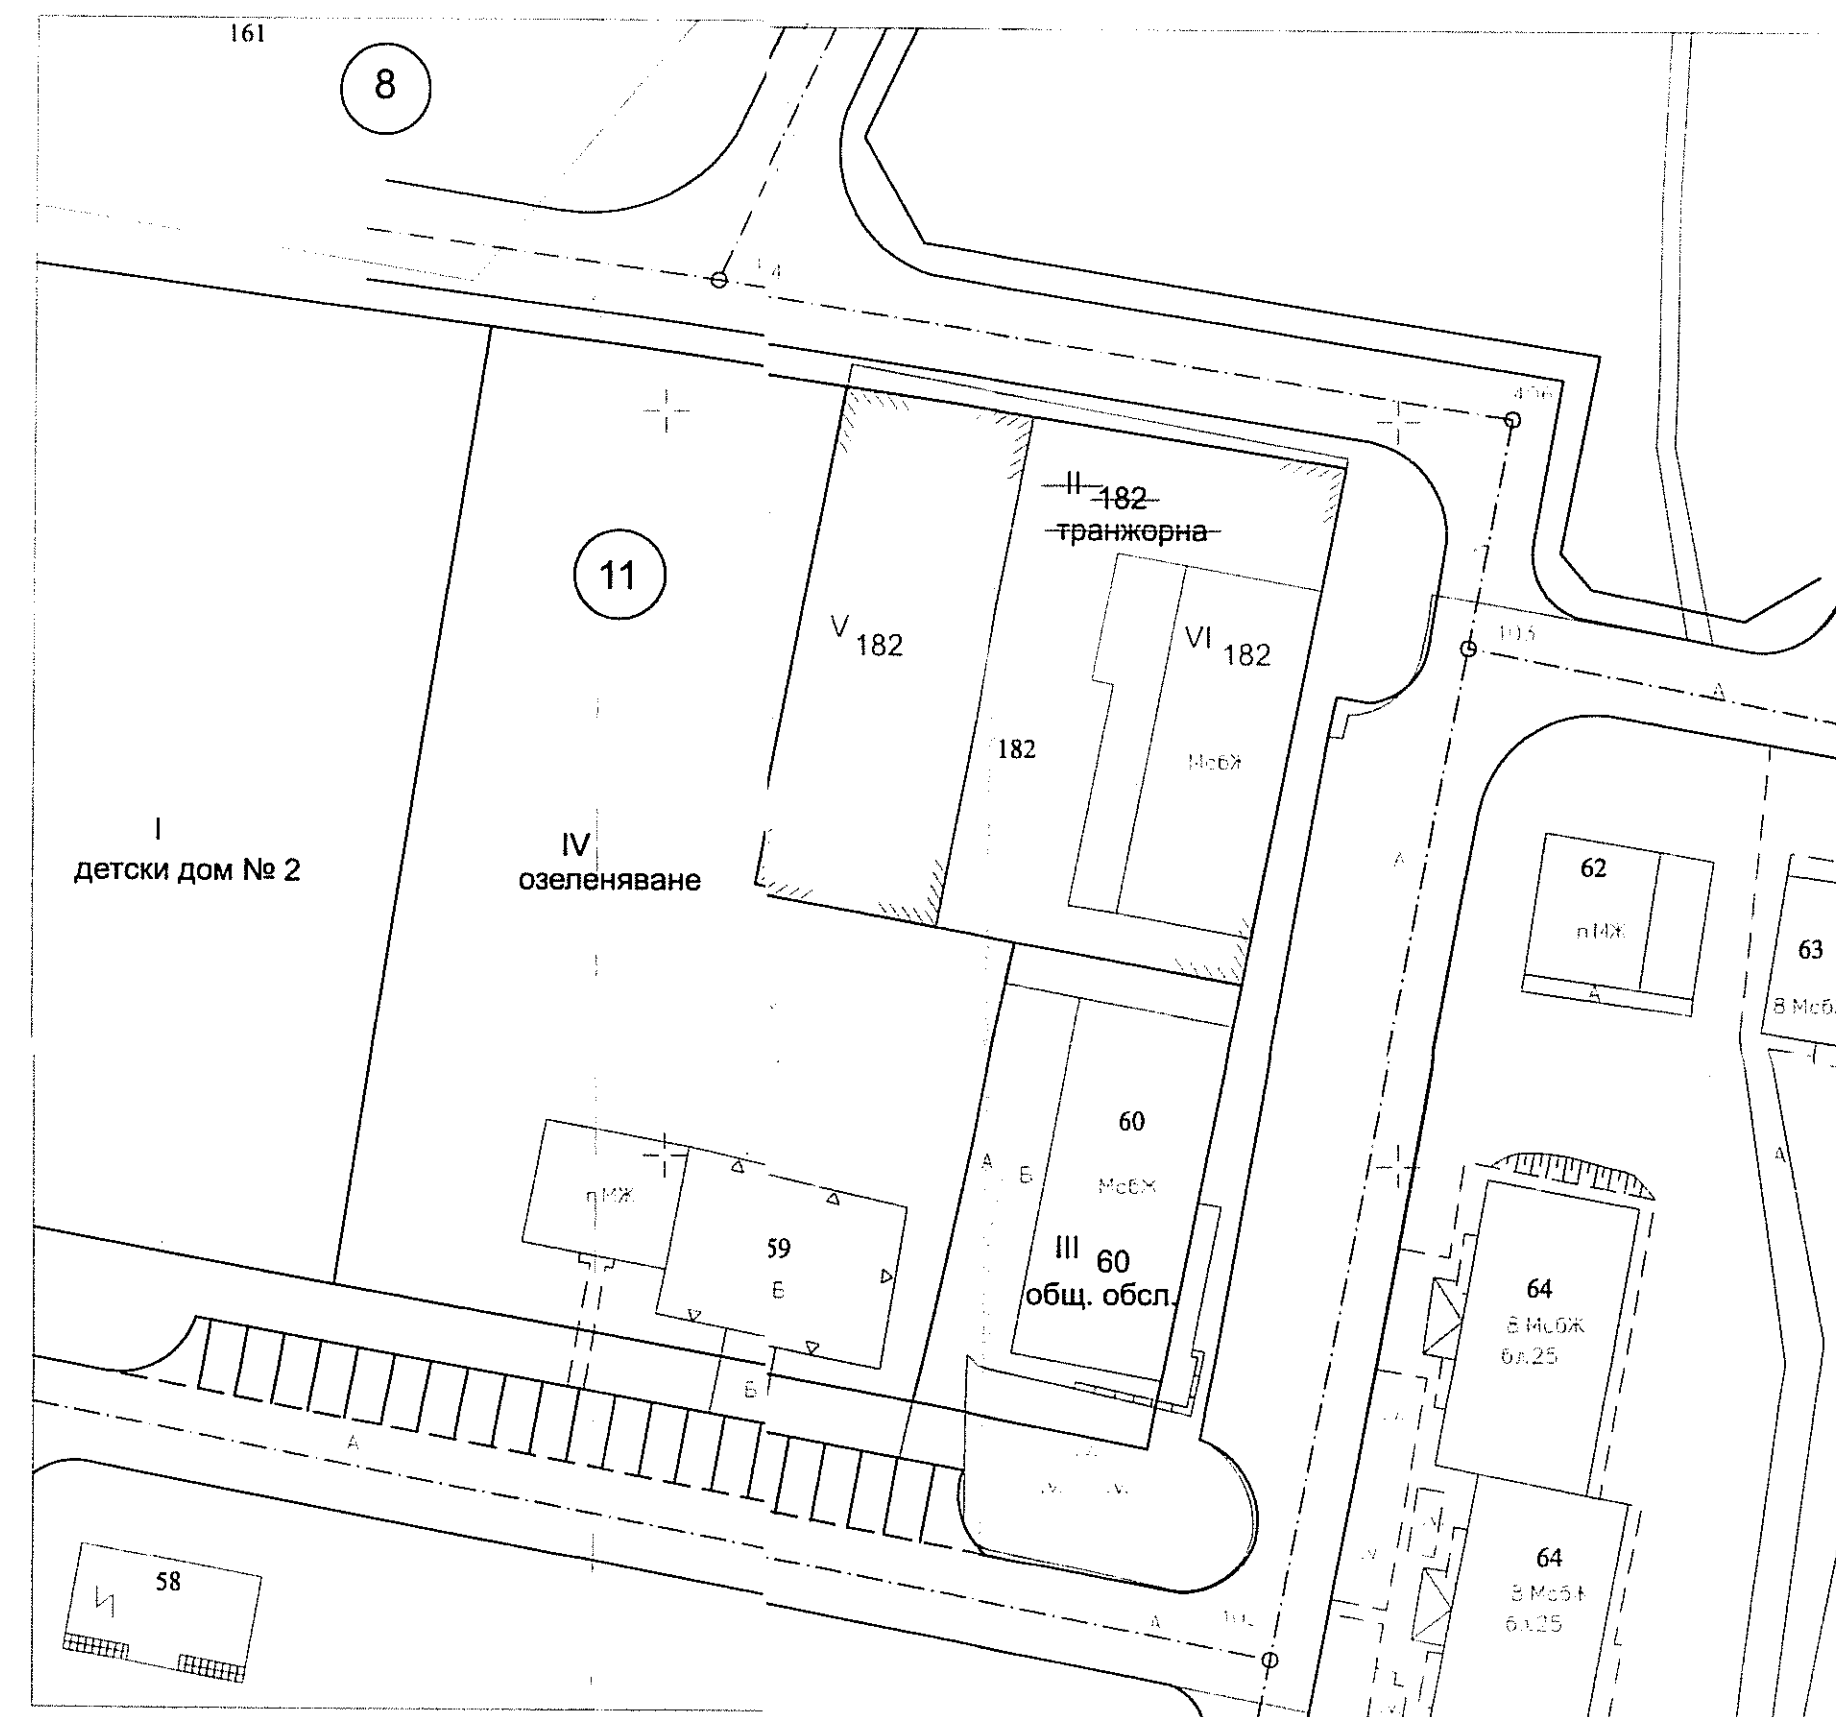 161
8
II 182
транжорна
11
V 182
VI 182
182
МсбЖ
I
детски дом № 2
IV
озеленяване
А
А
62
пМЖ
А
63
60
Б
А
МсбЖ
А
пМЖ
59
Б
III 60
общ. обсл.
64
8 МсбЖ
бл.25
Б
А
64
58
А